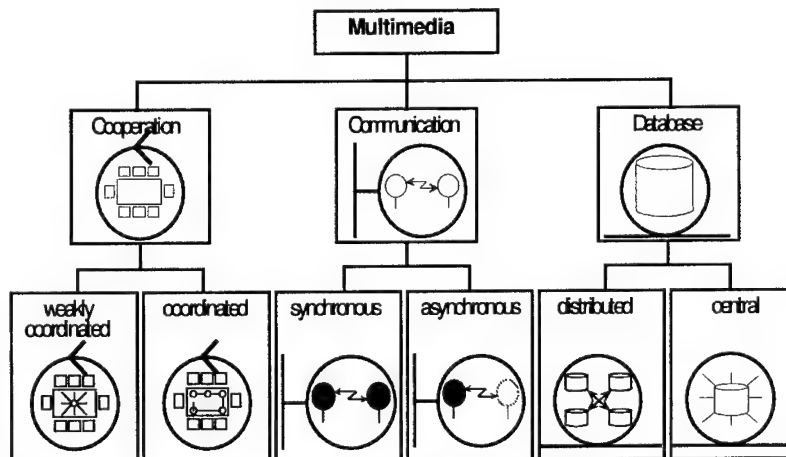 Multimedia
Cooperation
Communication
Database
weakly
coordinated
coordinated
synchronous
asynchronous
distributed
central